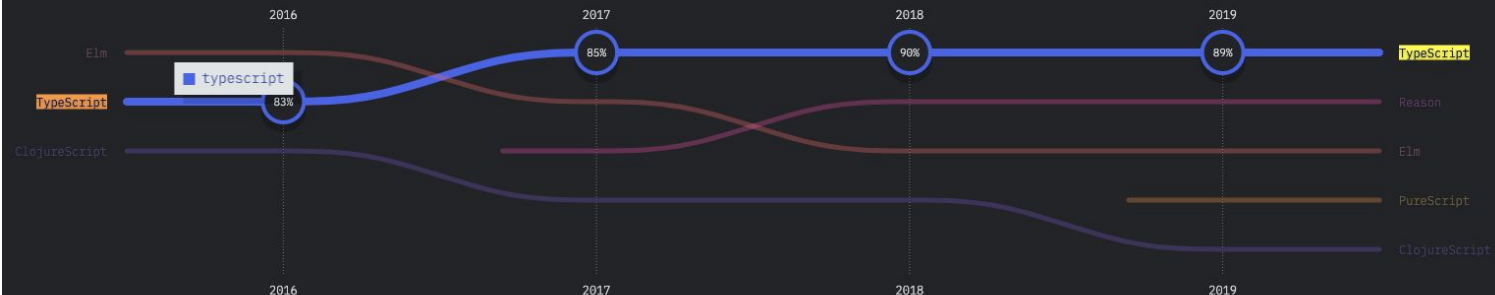 2016 2017 2018 2019
Elm 85% 90% 89% TypeScript
typescript
TypeScript 83% Reason
ClojureScript Elm
PureScript
ClojureScript
2016 2017 2018 2019